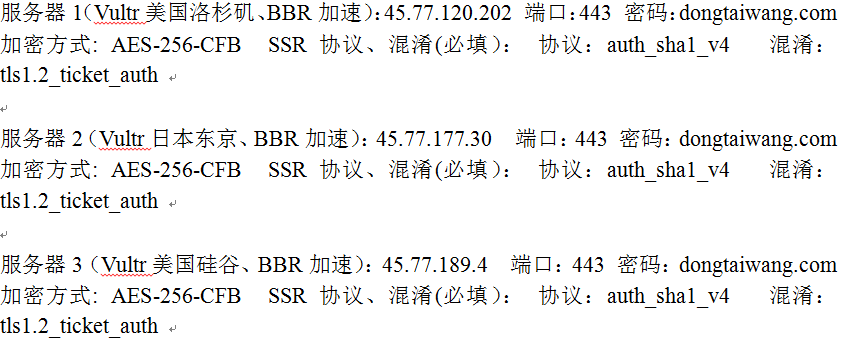 服务器 1（Vultr 美国洛杉矶、BBR 加速）：45.77.120.202 端口：443 密码：dongtaiwang.com
加密方式： AES-256-CFB SSR 协议、混淆(必填)： 协议：auth_sha1_v4 混淆：
tls1.2_ticket_auth
服务器 2（Vultr 日本东京、BBR 加速）：45.77.177.30 端口：443 密码：dongtaiwang.com
加密方式： AES-256-CFB SSR 协议、混淆(必填)： 协议：auth_sha1_v4 混淆：
tls1.2_ticket_auth
服务器 3（Vultr 美国硅谷、BBR 加速）：45.77.189.4 端口：443 密码：dongtaiwang.com
加密方式： AES-256-CFB SSR 协议、混淆(必填)： 协议：auth_sha1_v4 混淆：
tls1.2_ticket_auth